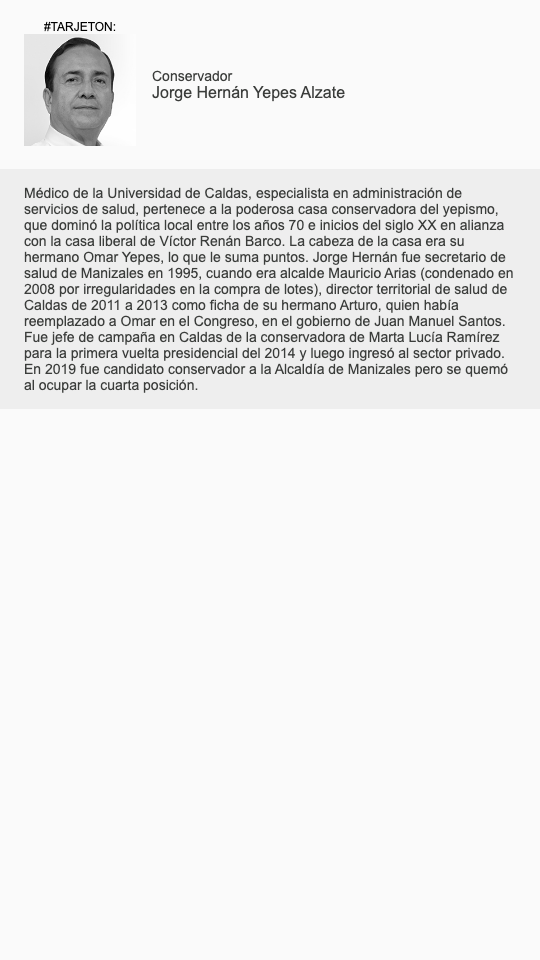 #TARJETON:
Conservador
Jorge Hernán Yepes Alzate
Médico de la Universidad de Caldas, especialista en administración de
servicios de salud, pertenece a la poderosa casa conservadora del yepismo,
que dominó la política local entre los años 70 e inicios del siglo XX en alianza
con la casa liberal de Víctor Renán Barco. La cabeza de la casa era su
hermano Omar Yepes, lo que le suma puntos. Jorge Hernán fue secretario de
salud de Manizales en 1995, cuando era alcalde Mauricio Arias (condenado en
2008 por irregularidades en la compra de lotes), director territorial de salud de
Caldas de 2011 a 2013 como ficha de su hermano Arturo, quien había
reemplazado a Omar en el Congreso, en el gobierno de Juan Manuel Santos.
Fue jefe de campaña en Caldas de la conservadora de Marta Lucía Ramírez
para la primera vuelta presidencial del 2014 y luego ingresó al sector privado.
En 2019 fue candidato conservador a la Alcaldía de Manizales pero se quemó
al ocupar la cuarta posición.